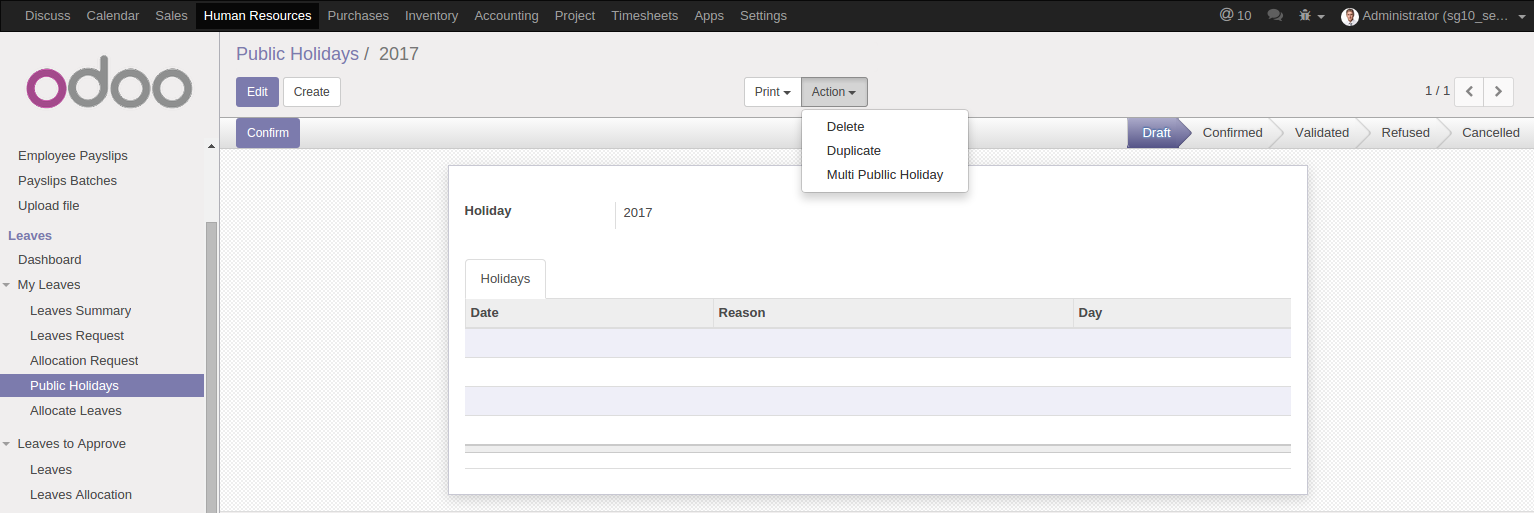 Discuss Calendar Sales Human Resources Purchases Inventory Accounting Project Timesheets Apps Settings @ 10 Administrator (sg10_se...
odoo
Public Holidays / 2017
Edit Create Print Action 1 / 1
Delete
Duplicate
Multi Publlic Holiday
Confirm Draft Confirmed Validated Refused Cancelled
Employee Payslips
Payslips Batches
Upload file
Leaves
Dashboard
My Leaves
Leaves Summary
Leaves Request
Allocation Request
Public Holidays
Allocate Leaves
Leaves to Approve
Leaves
Leaves Allocation
Holiday 2017
Holidays
Date Reason Day